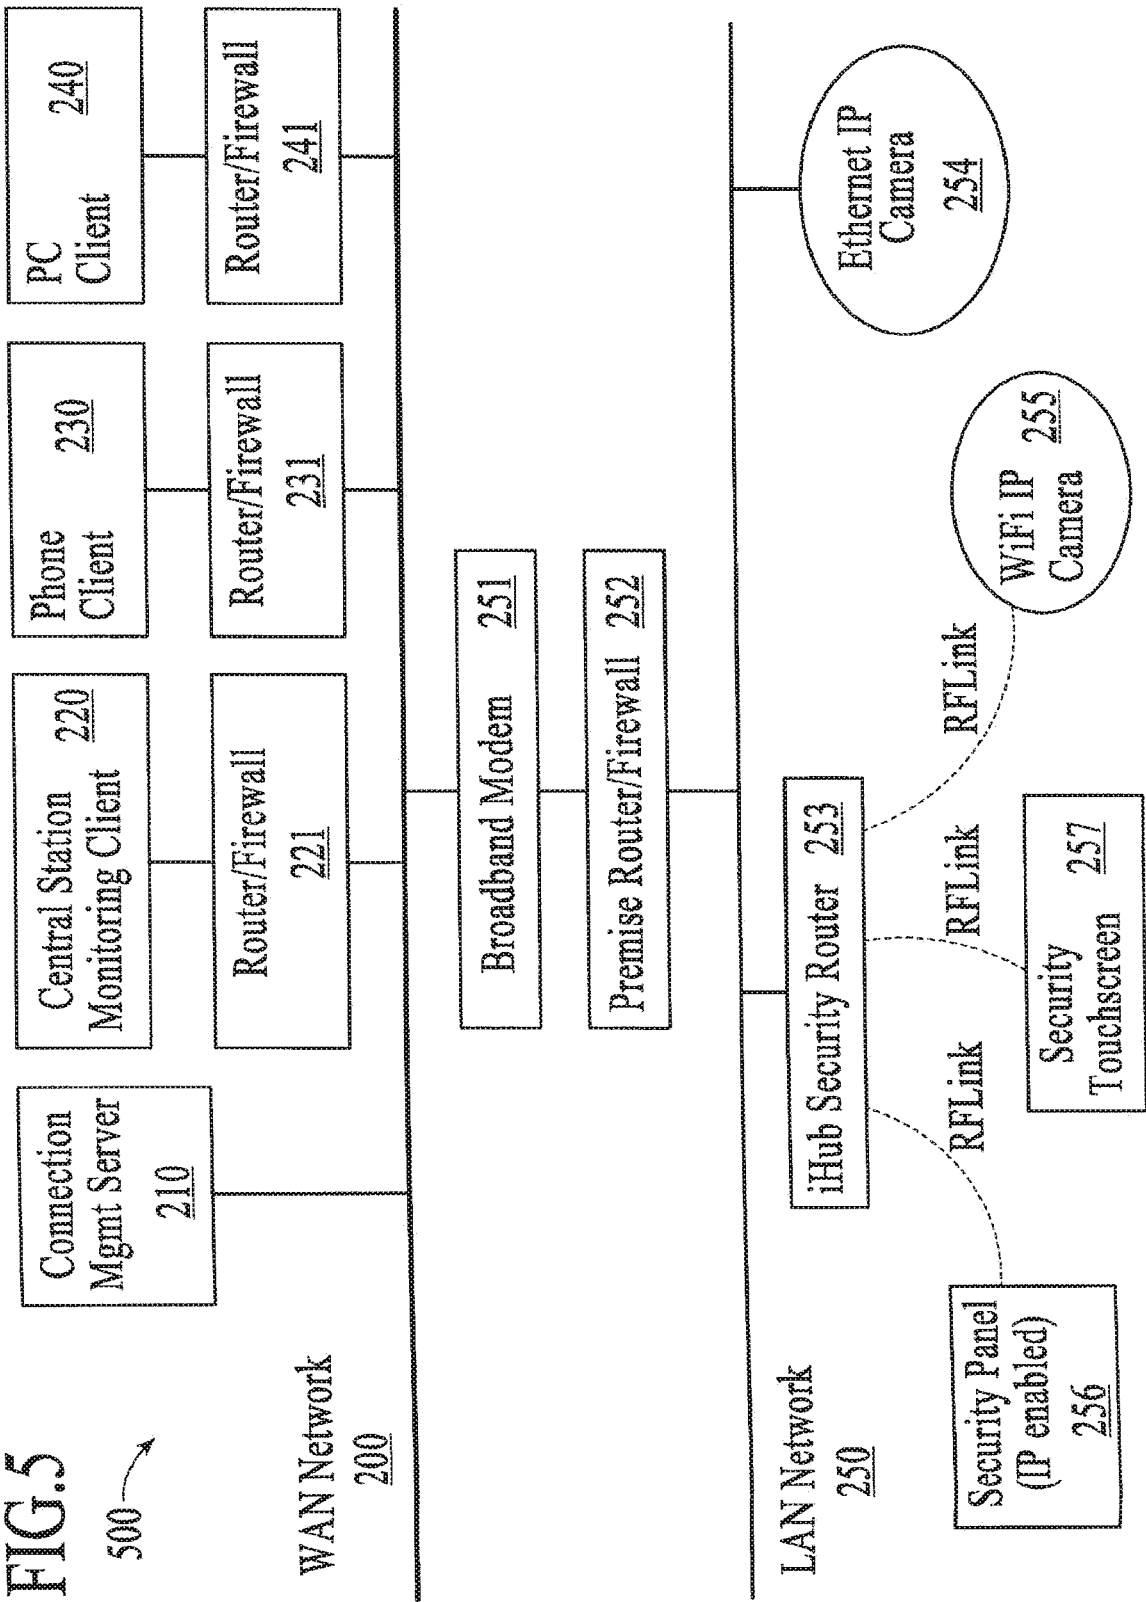 FIG.5
500
Connection
Mgmt Server
210
Central Station 220
Monitoring Client
Phone 230
Client
PC 240
Client
Router/Firewall
221
Router/Firewall
231
Router/Firewall
241
WAN Network
200
Broadband Modem 251
Premise Router/Firewall 252
LAN Network
250
iHub Security Router 253
RFLink
RFLink
RFLink
Security Panel
(IP enabled)
256
Security 257
Touchscreen
WiFi IP 255
Camera
Ethernet IP
Camera
254